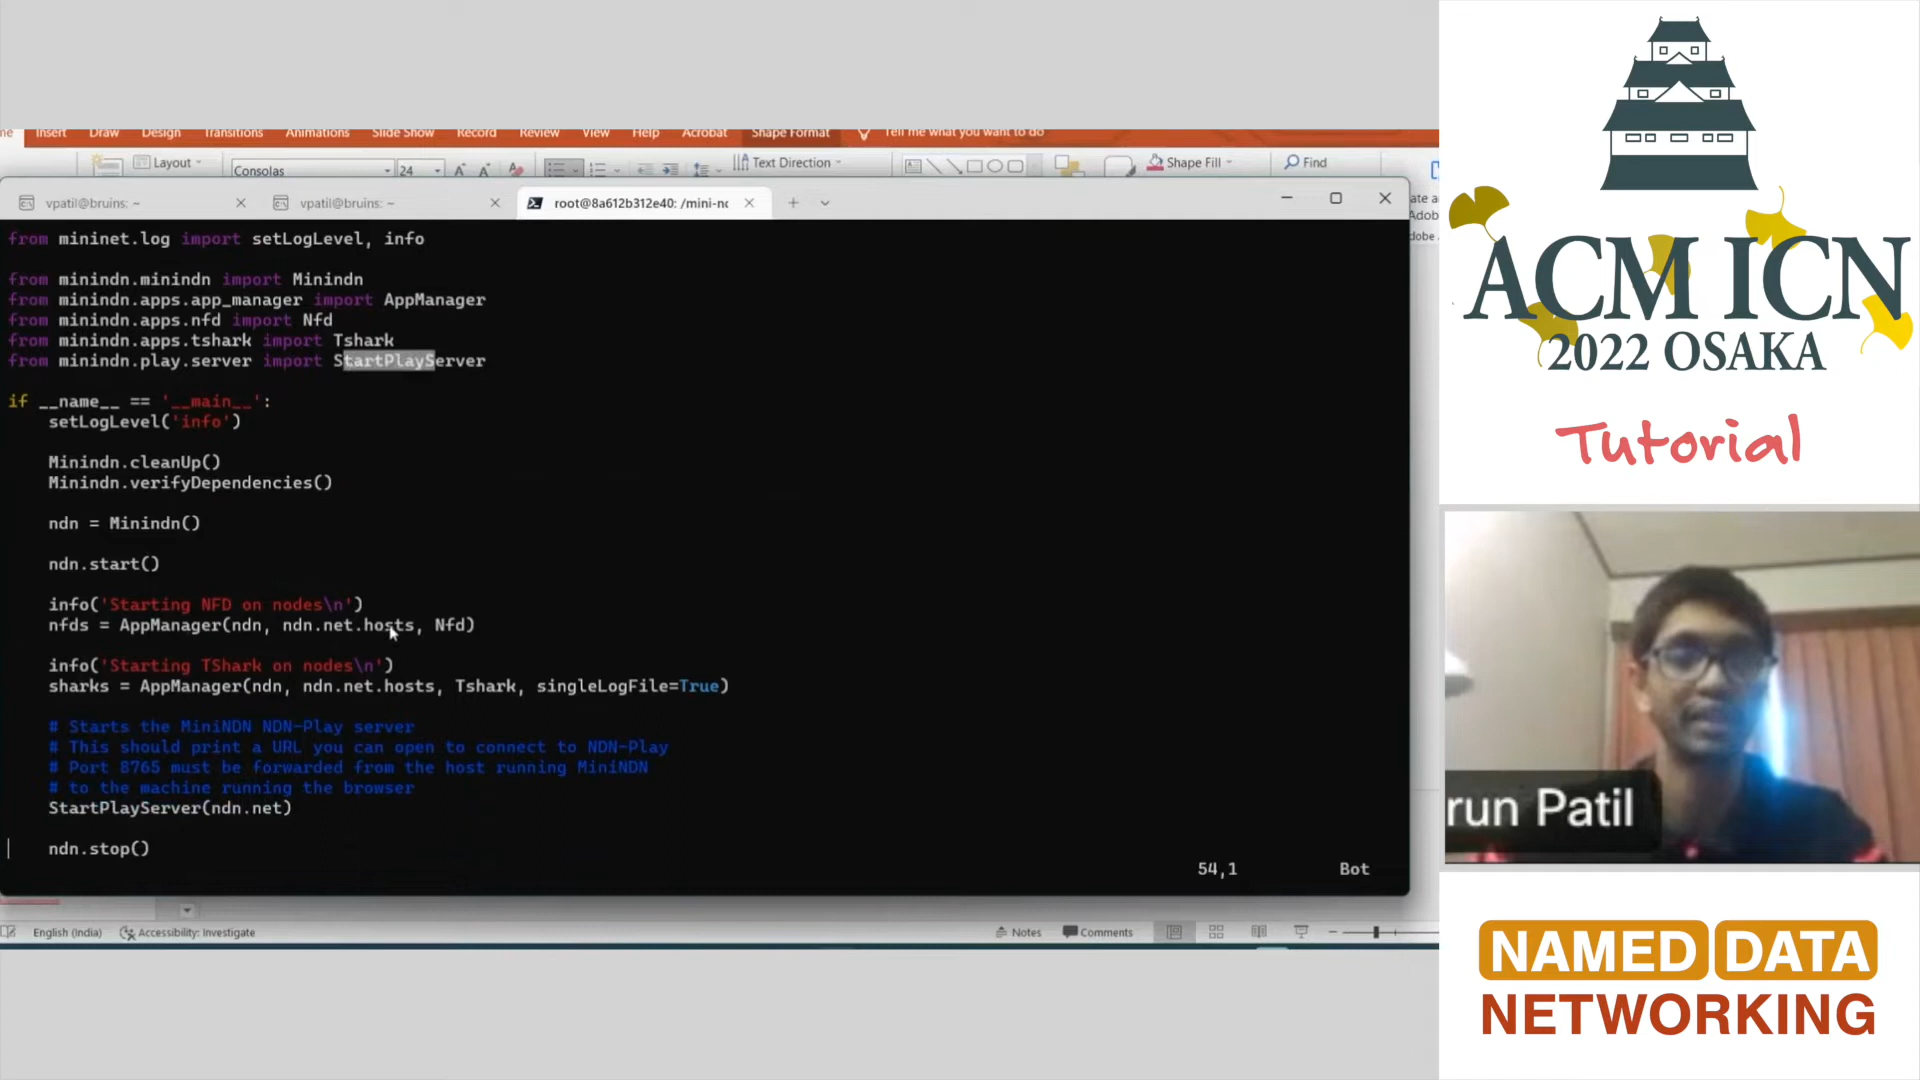 Insert Draw Design Transitions Animations Slide Show Record Review View Help Acrobat Shape Format Tell me what you want to do
Layout Consolas 24 Text Direction Shape Fill Find
vpatil@bruins: ~ vpatil@bruins: ~ root@8a612b312e40: /mini-nc
from mininet.log import setLogLevel, info
from minindn.minindn import Minindn
from minindn.apps.app_manager import AppManager
from minindn.apps.nfd import Nfd
from minindn.apps.tshark import Tshark
from minindn.play.server import StartPlayServer
if __name__ == '__main__':
setLogLevel('info')
Minindn.cleanUp()
Minindn.verifyDependencies()
ndn = Minindn()
ndn.start()
info('Starting NFD on nodes\n')
nfds = AppManager(ndn, ndn.net.hosts, Nfd)
info('Starting TShark on nodes\n')
sharks = AppManager(ndn, ndn.net.hosts, Tshark, singleLogFile=True)
# Starts the MiniNDN NDN-Play server
# This should print a URL you can open to connect to NDN-Play
# Port 8765 must be forwarded from the host running MiniNDN
# to the machine running the browser
StartPlayServer(ndn.net)
ndn.stop()
54,1 Bot
English (India) Accessibility: Investigate Notes Comments
ACM ICN
2022 OSAKA
Tutorial
run Patil
NAMED DATA
NETWORKING